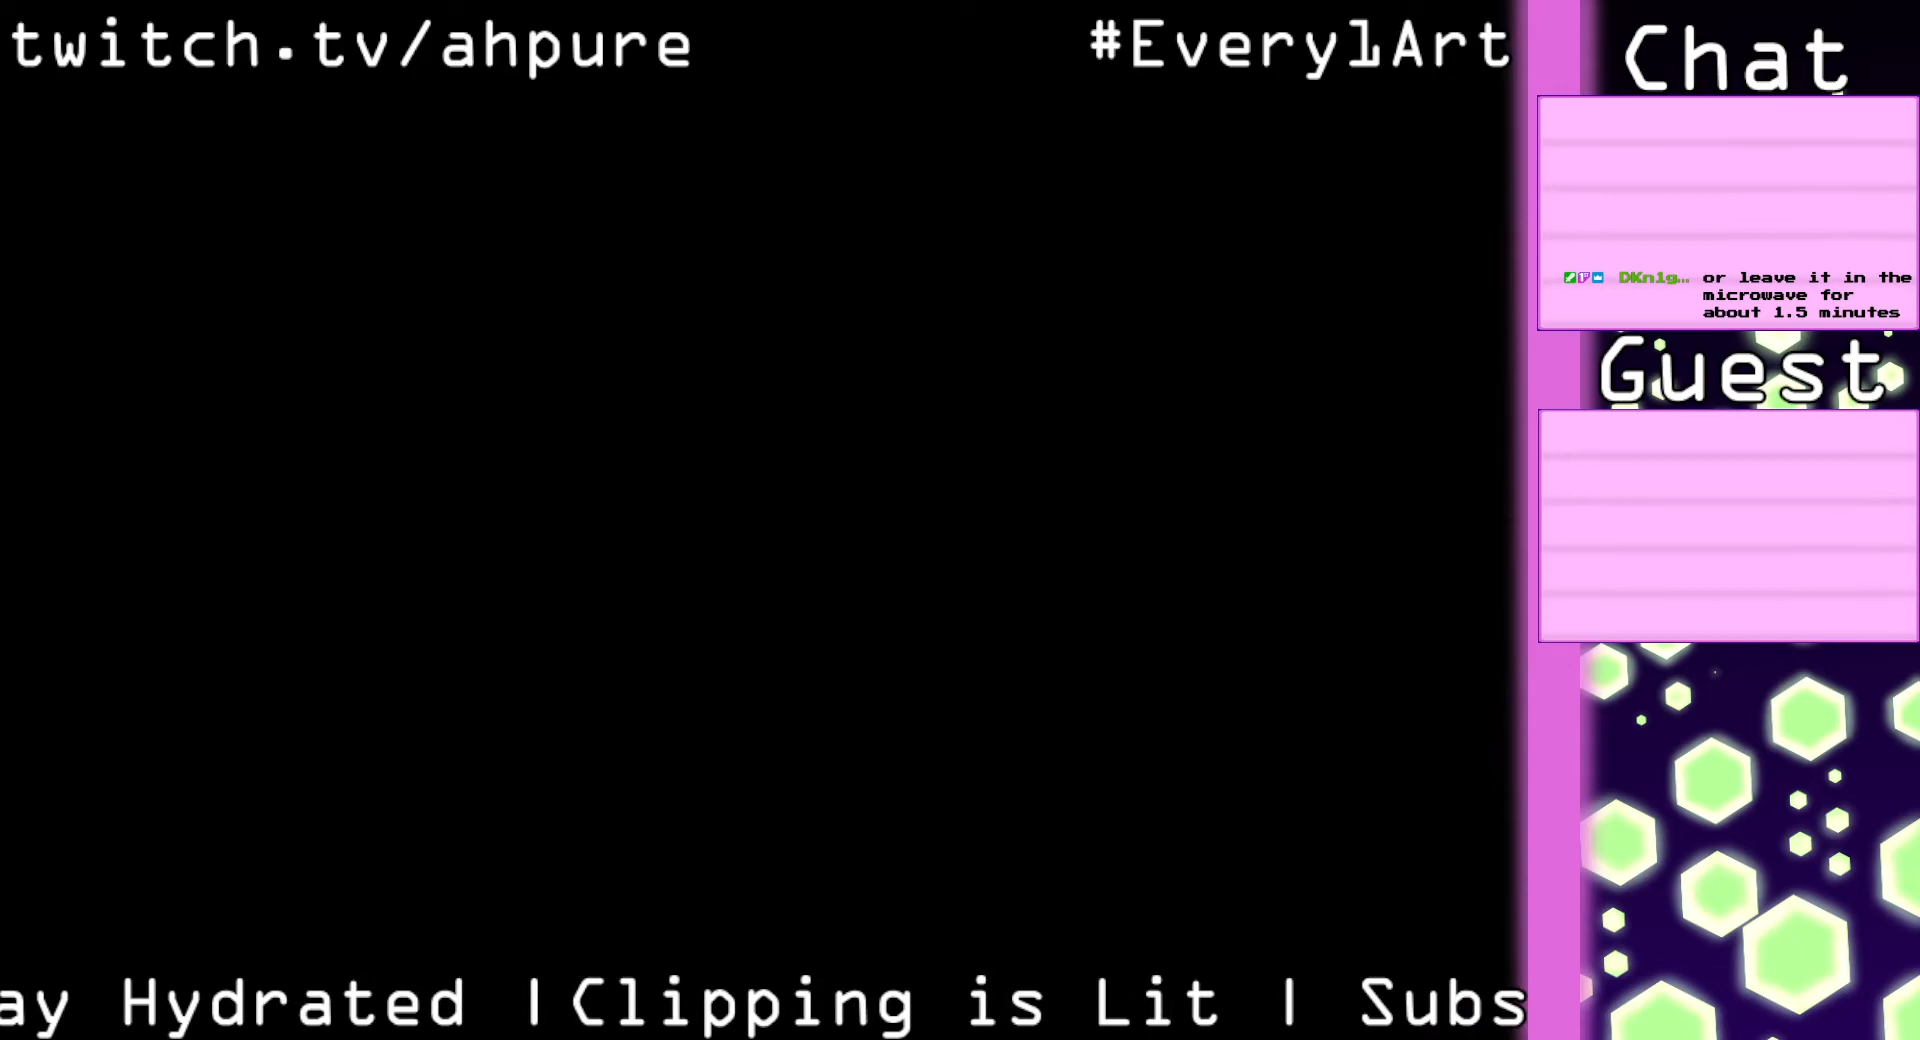 twitch.tv/ahpure
#Every1Art
Chat
DKn1g… or leave it in the
microwave for
about 1.5 minutes
Guest
ay Hydrated | Clipping is Lit | Subs